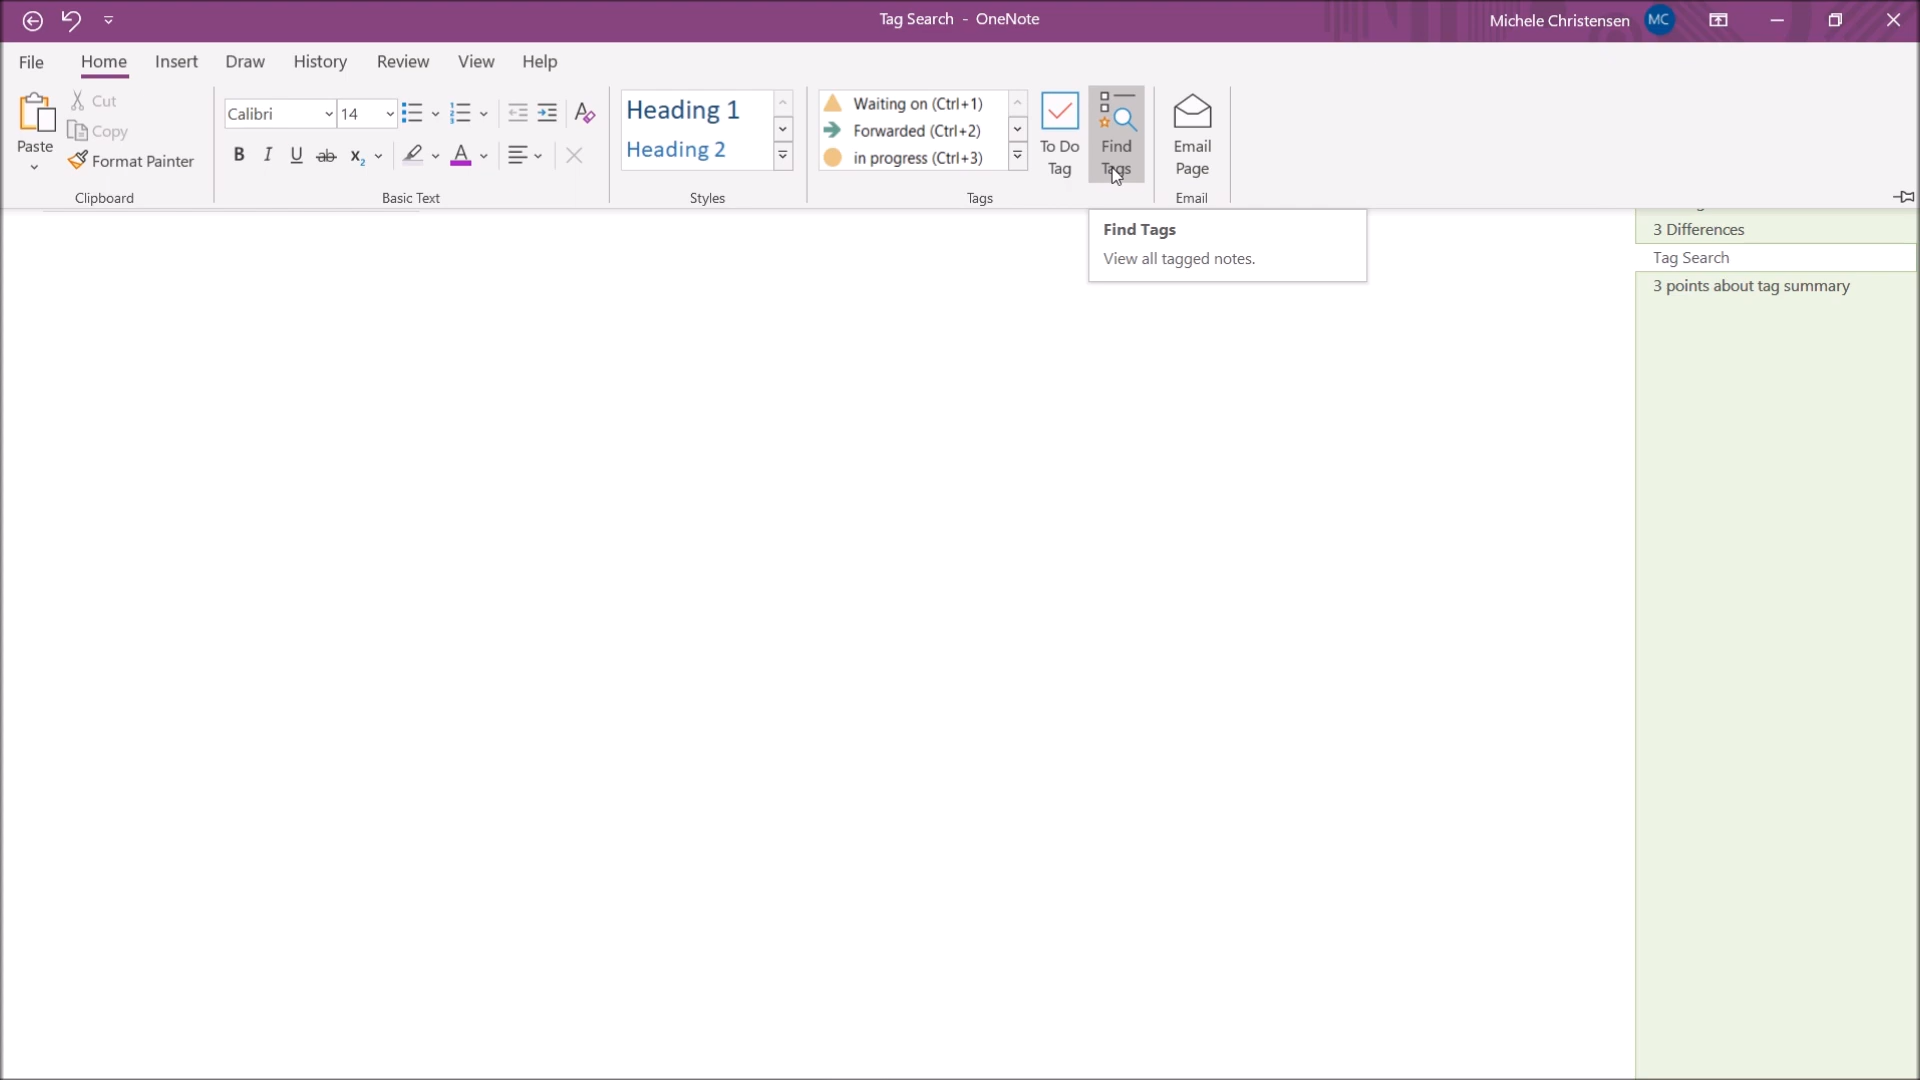 Tag Search - OneNote
Michele Christensen MC
File Home Insert Draw History Review View Help
Paste
Cut
Copy
Format Painter
Clipboard
Calibri 14
B I U ab x2 A
Basic Text
Heading 1
Heading 2
Styles
Waiting on (Ctrl+1)
Forwarded (Ctrl+2)
in progress (Ctrl+3)
To Do
Tag
Find
Tags
Tags
Email
Page
Email
Find Tags
View all tagged notes.
3 Differences
Tag Search
3 points about tag summary